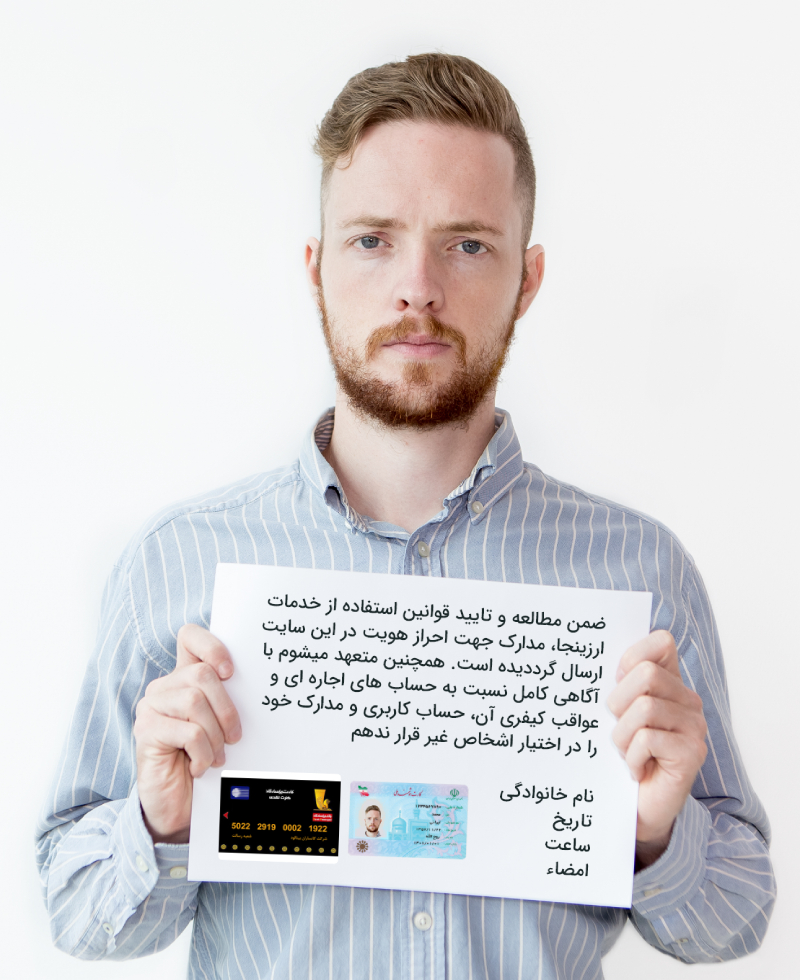 ضمن مطالعه و تایید قوانین استفاده از خدمات
ارزینجا، مدارک جهت احراز هویت در این سایت
ارسال گردیده است. همچنین متعهد میشوم با
آگاهی کامل نسبت به حساب های اجاره ای و
عواقب کیفری آن، حساب کاربری و مدارک خود
را در اختیار اشخاص غیر قرار ندهم
نام خانوادگی
تاریخ
ساعت
امضاء
5022 2919 0002 1922